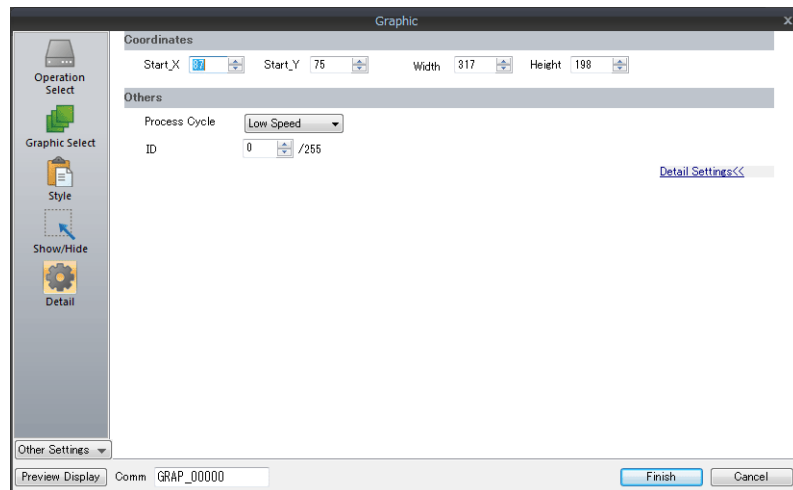 Graphic
x
Operation
Select
Graphic Select
Style
Show/Hide
Detail
Other Settings
Coordinates
Start_X 87 Start_Y 75 Width 317 Height 198
Others
Process Cycle Low Speed
ID 0 /255
Detail Settings<<
Preview Display Comm GRAP_00000 Finish Cancel